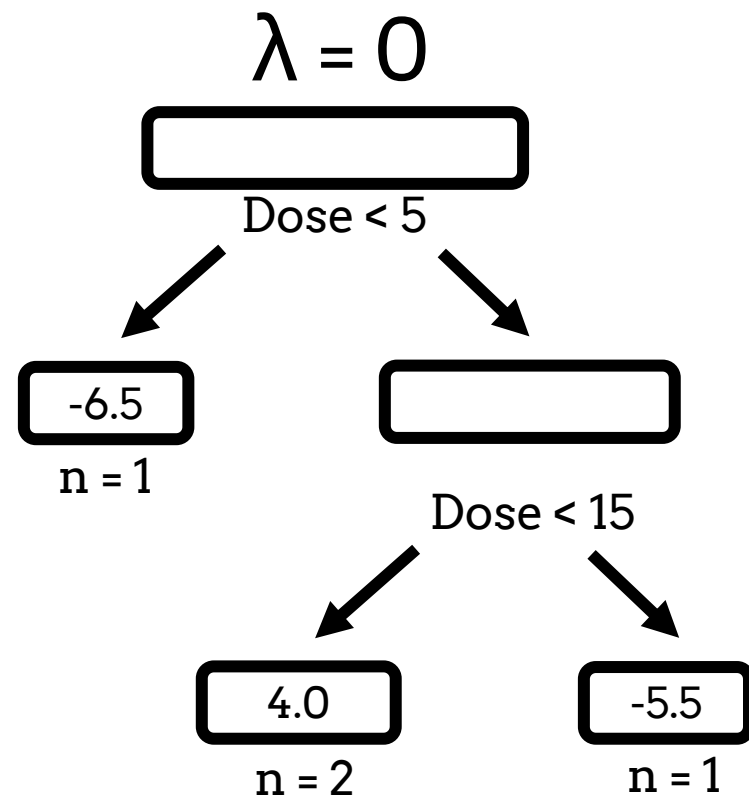 λ = 0
Dose < 5
-6.5
n = 1
Dose < 15
4.0
n = 2
-5.5
n = 1